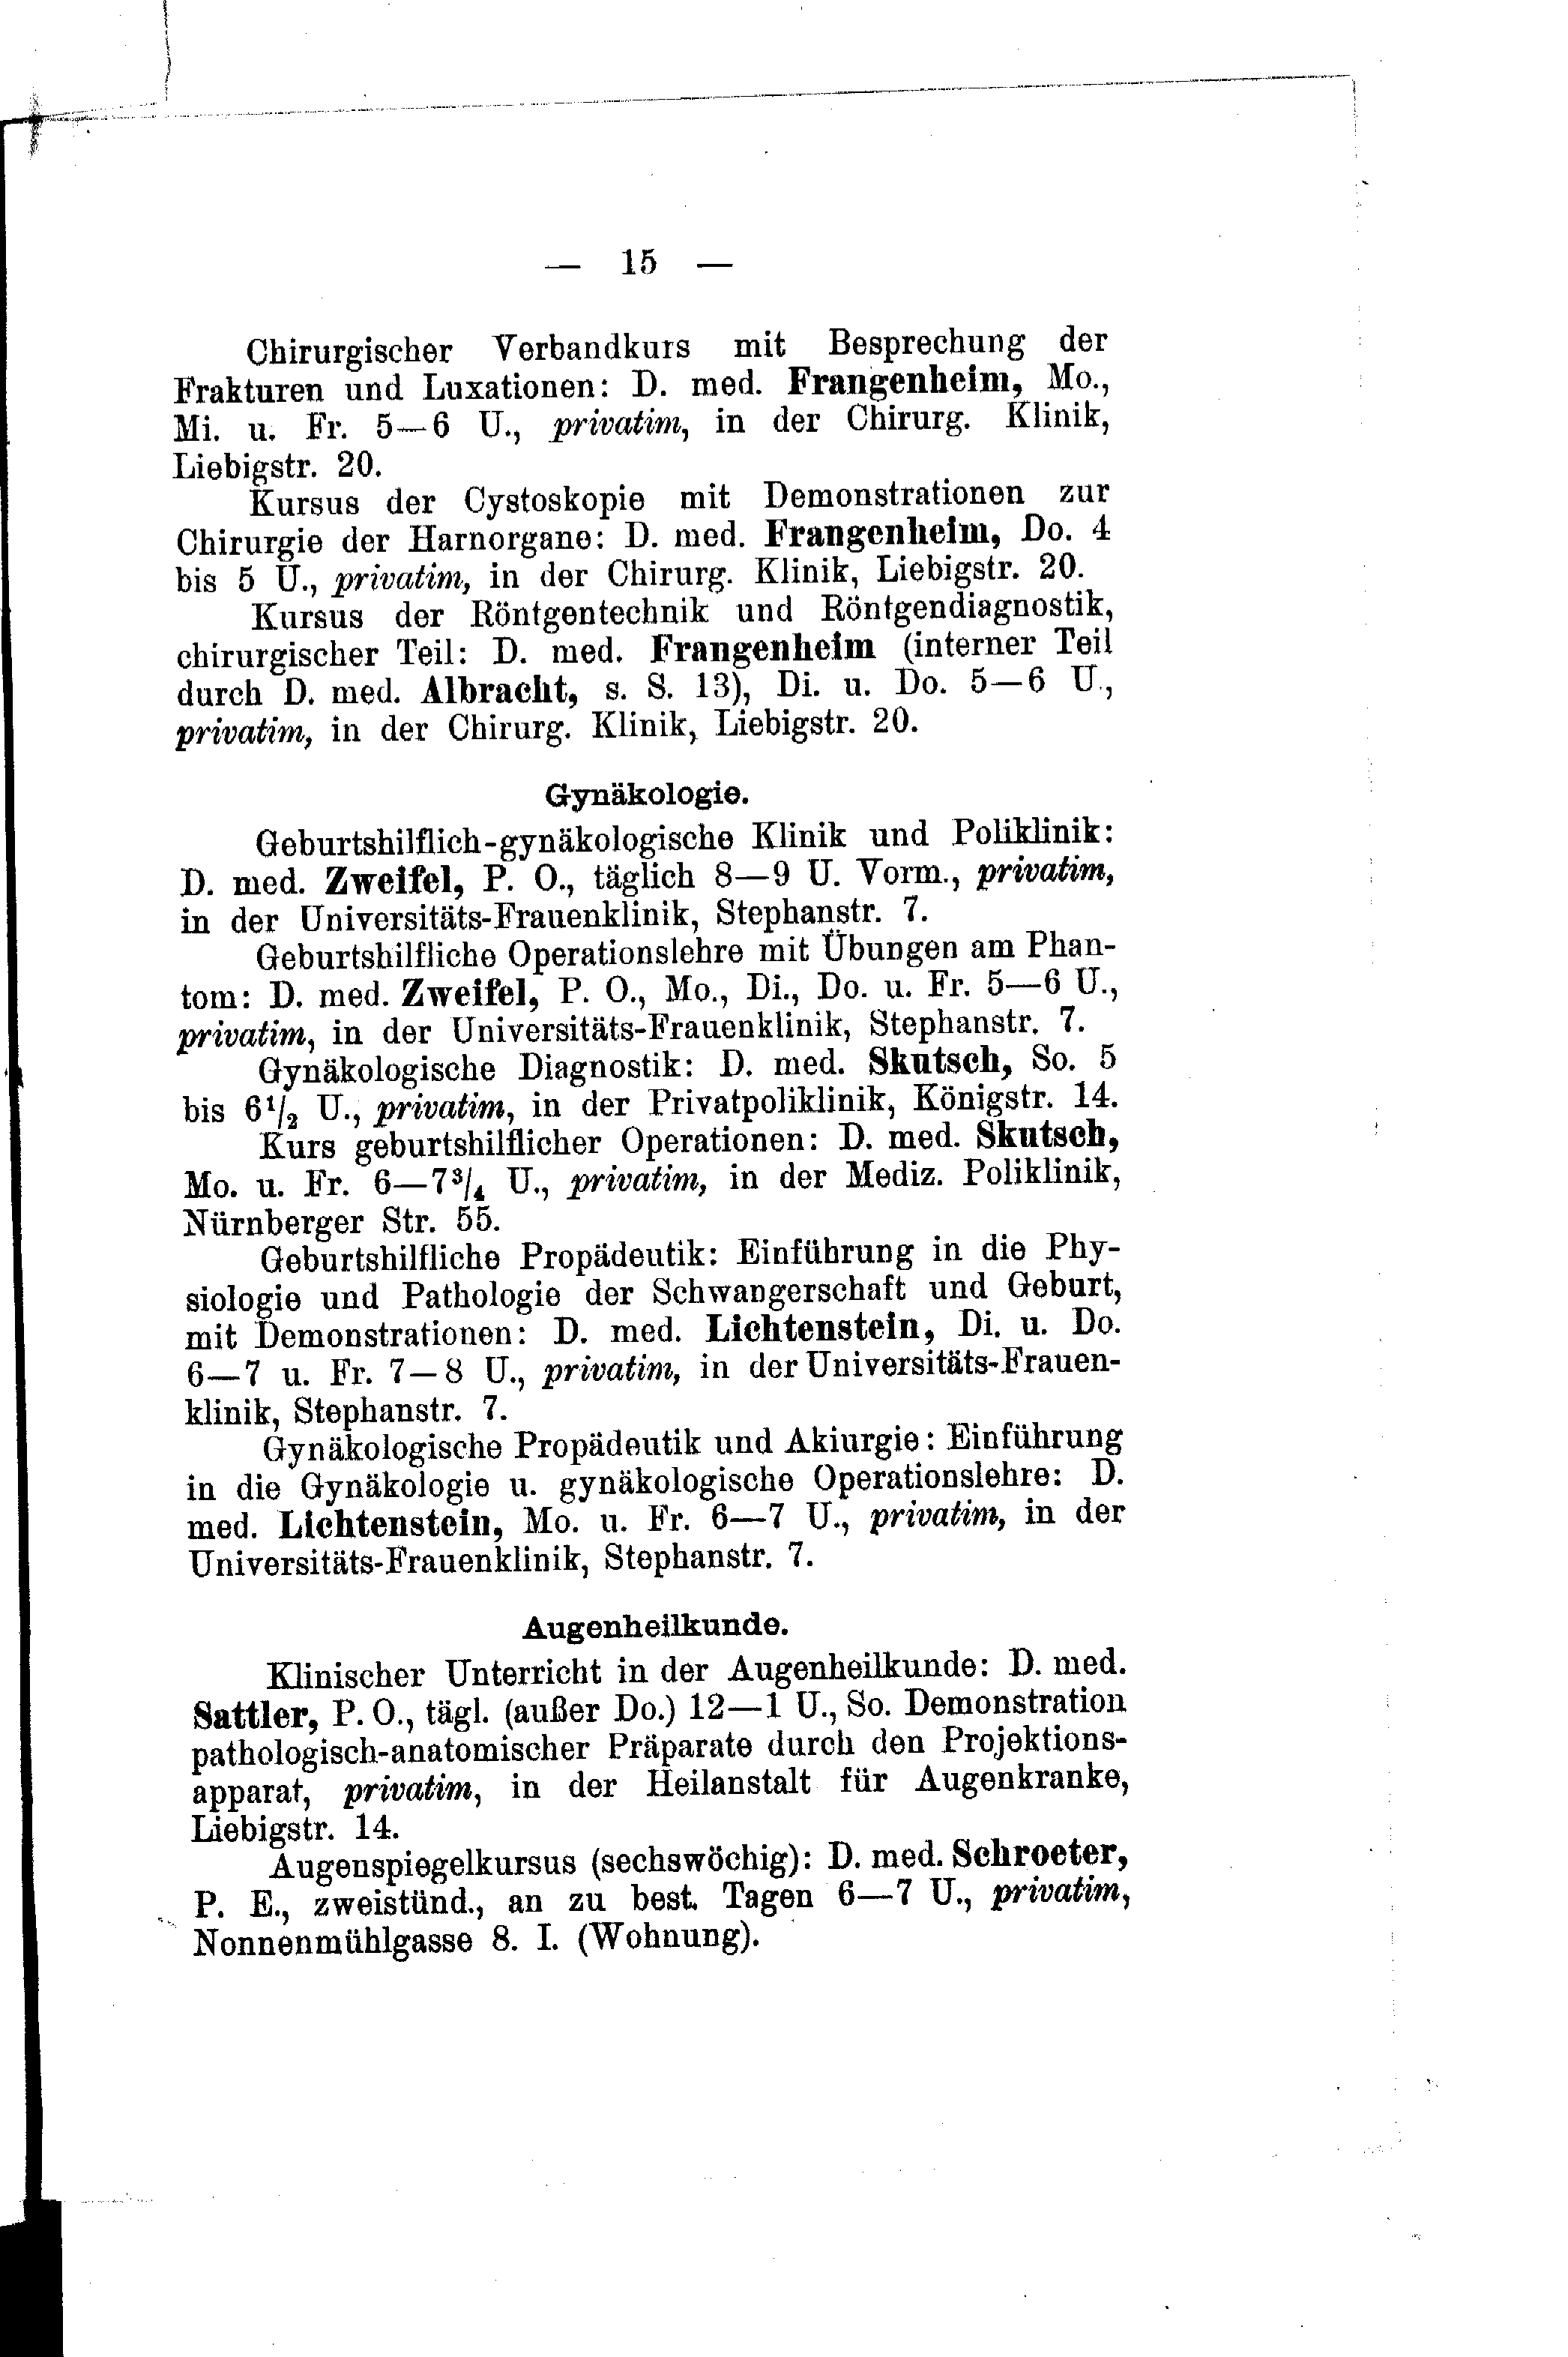 — 15 —
Chirurgischer Verbandkurs mit Besprechung der
Frakturen und Luxationen: D. med. Frangenheim, Mo.,
Mi. u. Fr. 5—6 U., privatim, in der Chirurg. Klinik,
Liebigstr. 20.
Kursus der Cystoskopie mit Demonstrationen zur
Chirurgie der Harnorgane: D. med. Frangenheim, Do. 4
bis 5 U., privatim, in der Chirurg. Klinik, Liebigstr. 20.
Kursus der Röntgentechnik und Röntgendiagnostik,
chirurgischer Teil: D. med. Frangenheim (interner Teil
durch D. med. Albracht, s. S. 13), Di. u. Do. 5—6 U.,
privatim, in der Chirurg. Klinik, Liebigstr. 20.
Gynäkologie.
Geburtshilflich-gynäkologische Klinik und Poliklinik:
D. med. Zweifel, P. O., täglich 8—9 U. Vorm., privatim,
in der Universitäts-Frauenklinik, Stephanstr. 7.
Geburtshilfliche Operationslehre mit Übungen am Phan-
tom: D. med. Zweifel, P. O., Mo., Di., Do. u. Fr. 5—6 U.,
privatim, in der Universitäts-Frauenklinik, Stephanstr. 7.
Gynäkologische Diagnostik: D. med. Skutsch, So. 5
bis 6 1/2 U., privatim, in der Privatpoliklinik, Königstr. 14.
Kurs geburtshilflicher Operationen: D. med. Skutsch,
Mo. u. Fr. 6—7 3/4 U., privatim, in der Mediz. Poliklinik,
Nürnberger Str. 55.
Geburtshilfliche Propädeutik: Einführung in die Phy-
siologie und Pathologie der Schwangerschaft und Geburt,
mit Demonstrationen: D. med. Lichtenstein, Di. u. Do.
6—7 u. Fr. 7—8 U., privatim, in der Universitäts-Frauen-
klinik, Stephanstr. 7.
Gynäkologische Propädeutik und Akiurgie: Einführung
in die Gynäkologie u. gynäkologische Operationslehre: D.
med. Lichtenstein, Mo. u. Fr. 6—7 U., privatim, in der
Universitäts-Frauenklinik, Stephanstr. 7.
Augenheilkunde.
Klinischer Unterricht in der Augenheilkunde: D. med.
Sattler, P. O., tägl. (außer Do.) 12—1 U., So. Demonstration
pathologisch-anatomischer Präparate durch den Projektions-
apparat, privatim, in der Heilanstalt für Augenkranke,
Liebigstr. 14.
Augenspiegelkursus (sechswöchig): D. med. Schroeter,
P. E., zweistünd., an zu best. Tagen 6—7 U., privatim,
Nonnenmühlgasse 8. I. (Wohnung).